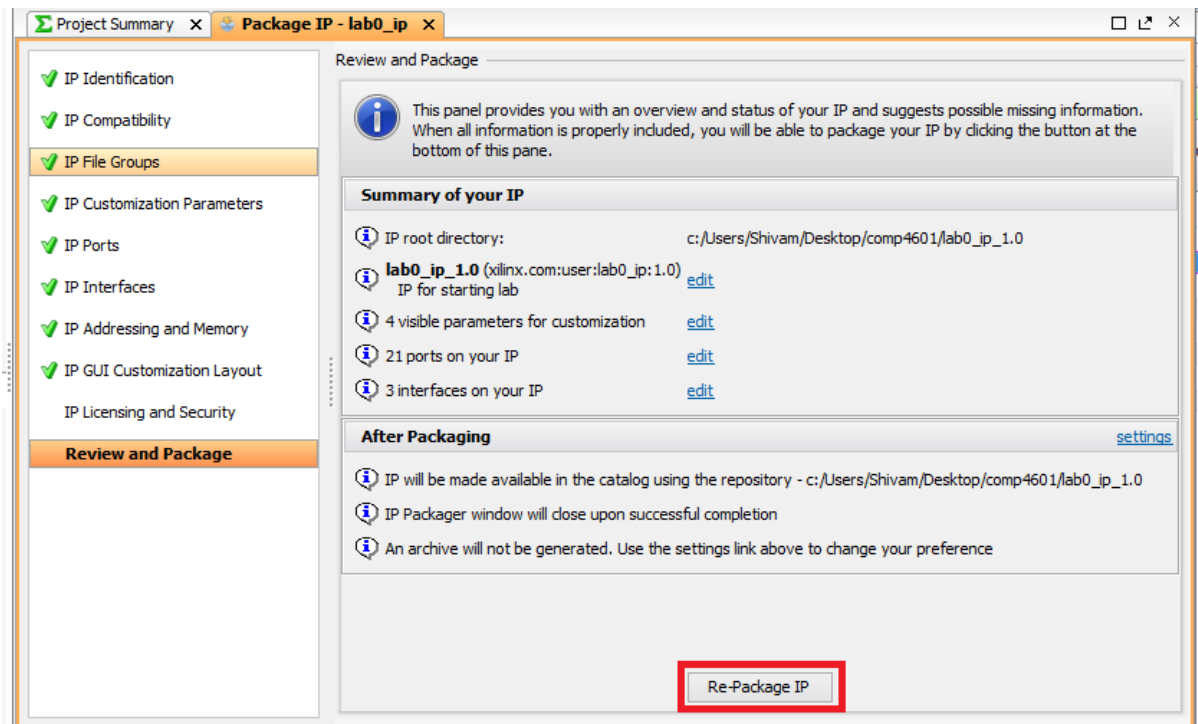 Project Summary
Package IP - lab0_ip
IP Identification
IP Compatibility
IP File Groups
IP Customization Parameters
IP Ports
IP Interfaces
IP Addressing and Memory
IP GUI Customization Layout
IP Licensing and Security
Review and Package
Review and Package
This panel provides you with an overview and status of your IP and suggests possible missing information.
When all information is properly included, you will be able to package your IP by clicking the button at the
bottom of this pane.
Summary of your IP
IP root directory: c:/Users/Shivam/Desktop/comp4601/lab0_ip_1.0
lab0_ip_1.0 (xilinx.com:user:lab0_ip:1.0) edit
IP for starting lab
4 visible parameters for customization edit
21 ports on your IP edit
3 interfaces on your IP edit
After Packaging settings
IP will be made available in the catalog using the repository - c:/Users/Shivam/Desktop/comp4601/lab0_ip_1.0
IP Packager window will close upon successful completion
An archive will not be generated. Use the settings link above to change your preference
Re-Package IP